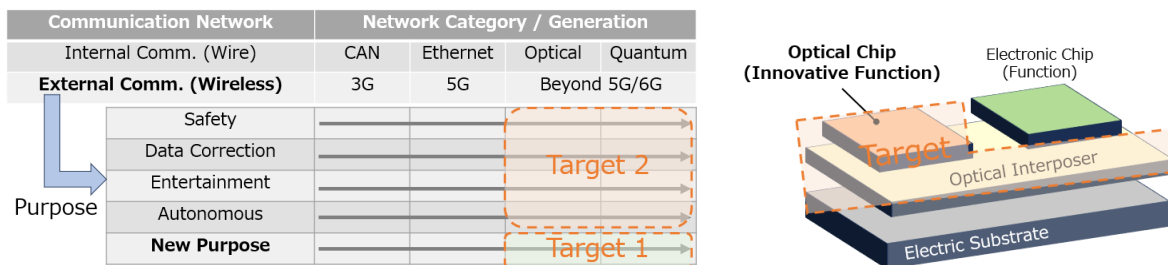 Communication Network Network Category / Generation
Internal Comm. (Wire) CAN Ethernet Optical Quantum
External Comm. (Wireless) 3G 5G Beyond 5G/6G
Purpose
Safety
Data Correction
Entertainment
Autonomous
New Purpose
Target 2
Target 1
Optical Chip
(Innovative Function)
Electronic Chip
(Function)
Target
Optical Interposer
Electric Substrate